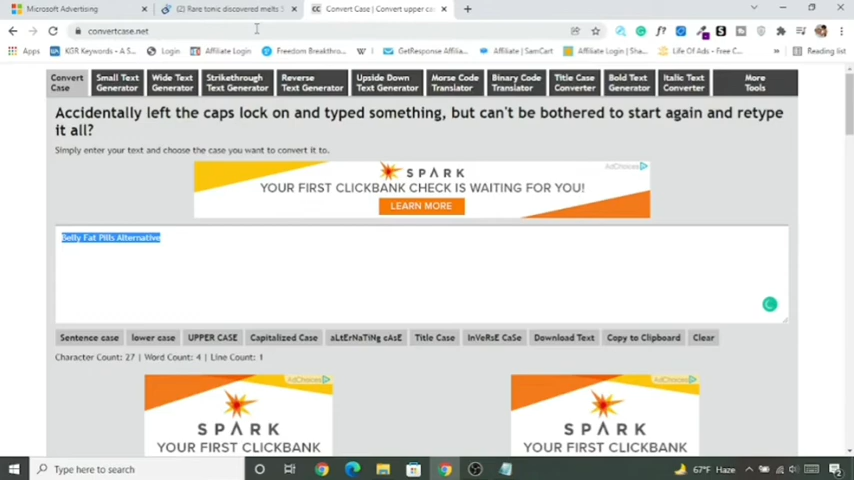 Microsoft Advertising
(2) Rare tonic discovered melts 5
Convert Case | Convert upper ca
convertcase.net
Apps
KGR Keywords – A S...
Login
Affiliate Login
Freedom Breakthro...
GetResponse Affilia...
Affiliate | SamCart
Affiliate Login | Sha...
Life Of Ads / Free C...
Reading list
Convert Case
Small Text Generator
Wide Text Generator
Strikethrough Text Generator
Reverse Text Generator
Upside Down Text Generator
Morse Code Translator
Binary Code Translator
Title Case Converter
Bold Text Generator
Italic Text Converter
More Tools
Accidentally left the caps lock on and typed something, but can't be bothered to start again and retype
it all?
Simply enter your text and choose the case you want to convert it to.
AdChoices
SPARK
YOUR FIRST CLICKBANK CHECK IS WAITING FOR YOU!
LEARN MORE
Belly Fat Pills Alternative
Sentence case
lower case
UPPER CASE
Capitalized Case
aLtErNaTiNg cAsE
Title Case
InVeRsE CaSe
Download Text
Copy to Clipboard
Clear
Character Count: 27 | Word Count: 4 | Line Count: 1
AdChoices
SPARK
YOUR FIRST CLICKBANK
AdChoices
SPARK
YOUR FIRST CLICKBANK
Type here to search
67°F Haze